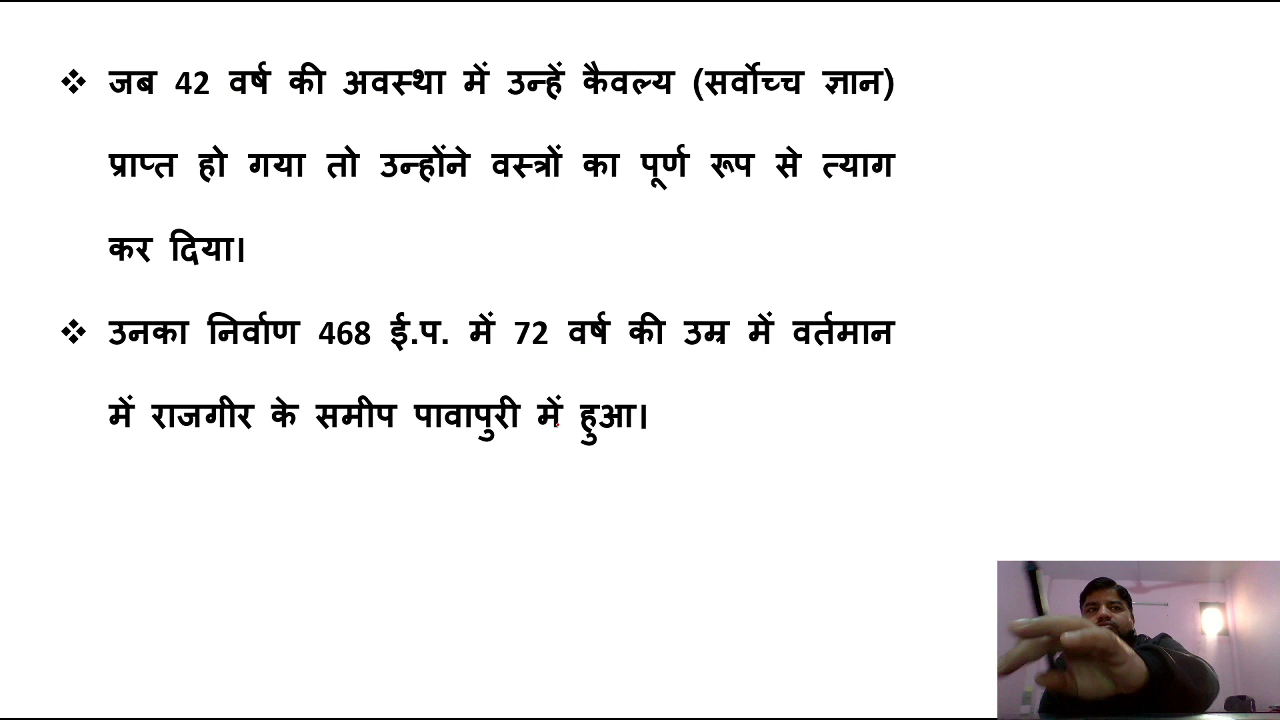 ❖ जब 42 वर्ष की अवस्था में उन्हें कैवल्य (सर्वोच्च ज्ञान)
प्राप्त हो गया तो उन्होंने वस्त्रों का पूर्ण रूप से त्याग
कर दिया।
❖ उनका निर्वाण 468 ई.प. में 72 वर्ष की उम्र में वर्तमान
में राजगीर के समीप पावापुरी में हुआ।